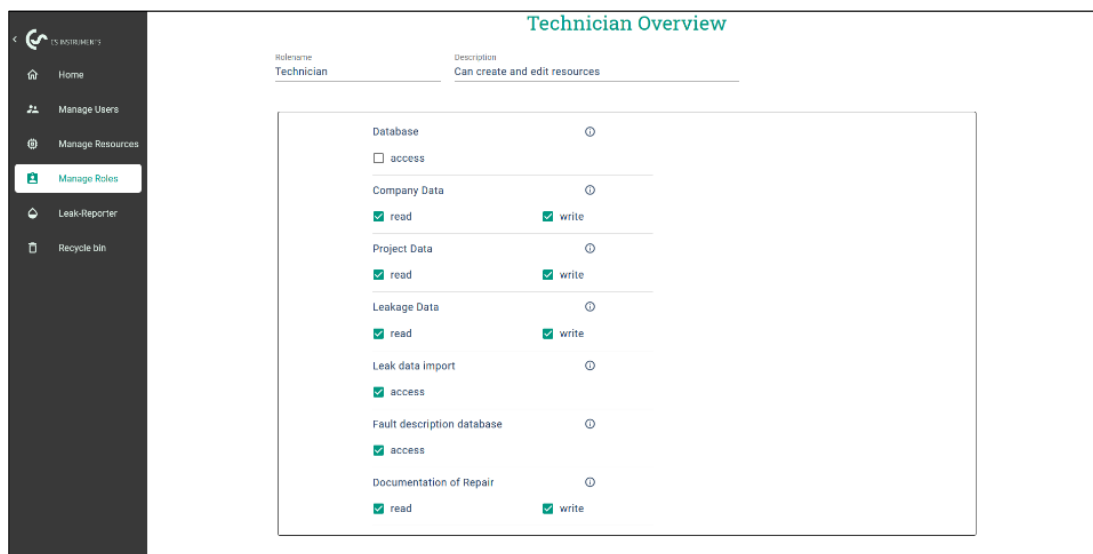 CS INSTRUMENTS
Home
Manage Users
Manage Resources
Manage Roles
Leak-Reporter
Recycle bin
Technician Overview
Rolename
Description
Technician
Can create and edit resources
Database
access
Company Data
read write
Project Data
read write
Leakage Data
read write
Leak data import
access
Fault description database
access
Documentation of Repair
read write